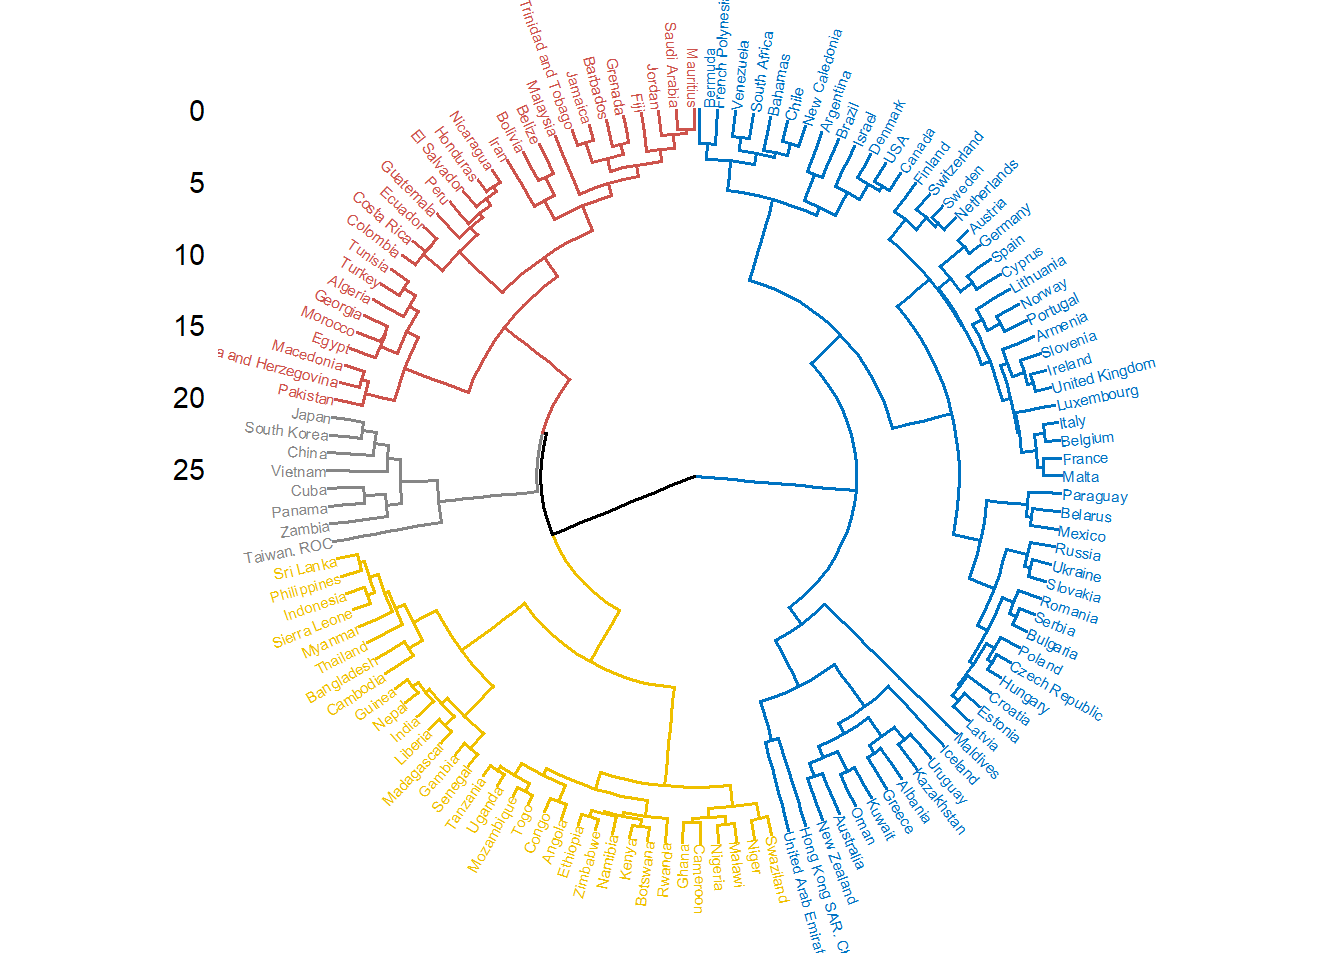 0
5
10
15
20
25
Mauritius
Saudi Arabia
Jordan
Fiji
Grenada
Barbados
Jamaica
Trinidad and Tobago
Malaysia
Belize
Bolivia
Iran
Nicaragua
Honduras
El Salvador
Peru
Guatemala
Ecuador
Costa Rica
Colombia
Tunisia
Turkey
Algeria
Georgia
Morocco
Egypt
Macedonia
a and Herzegovina
Pakistan
Japan
South Korea
China
Vietnam
Cuba
Panama
Zambia
Taiwan. ROC
Sri Lanka
Philippines
Indonesia
Sierra Leone
Myanmar
Thailand
Bangladesh
Cambodia
Guinea
Nepal
India
Liberia
Madagascar
Gambia
Senegal
Tanzania
Uganda
Mozambique
Togo
Congo
Angola
Ethiopia
Zimbabwe
Namibia
Kenya
Botswana
Rwanda
Ghana
Cameroon
Nigeria
Malawi
Niger
Swaziland
United Arab Emirat
Hong Kong SAR. Ch
New Zealand
Australia
Oman
Kuwait
Greece
Albania
Kazakhstan
Uruguay
Iceland
Maldives
Latvia
Estonia
Croatia
Hungary
Czech Republic
Poland
Bulgaria
Serbia
Romania
Slovakia
Ukraine
Russia
Mexico
Belarus
Paraguay
Malta
France
Belgium
Italy
Luxembourg
United Kingdom
Ireland
Slovenia
Armenia
Portugal
Norway
Lithuania
Cyprus
Spain
Germany
Austria
Netherlands
Sweden
Switzerland
Finland
Canada
USA
Denmark
Israel
Brazil
Argentina
New Caledonia
Chile
Bahamas
South Africa
Venezuela
French Polynesia
Bermuda